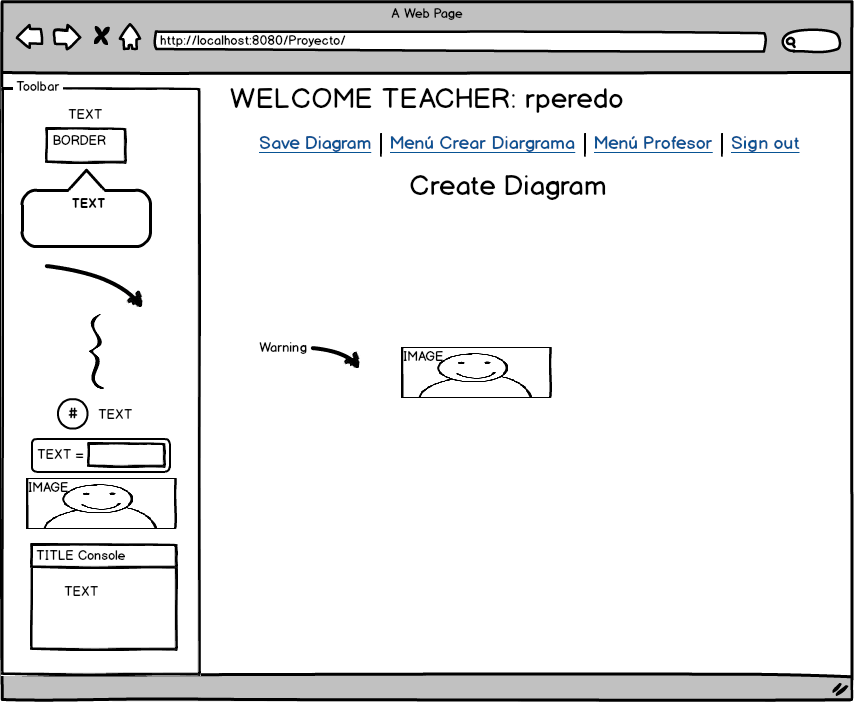 A Web Page
http://localhost:8080/Proyecto/
Toolbar
TEXT
BORDER
TEXT
# TEXT
TEXT =
IMAGE
TITLE Console
TEXT
WELCOME TEACHER: rperedo
Save Diagram | Menú Crear Diargrama | Menú Profesor | Sign out
Create Diagram
Warning
IMAGE